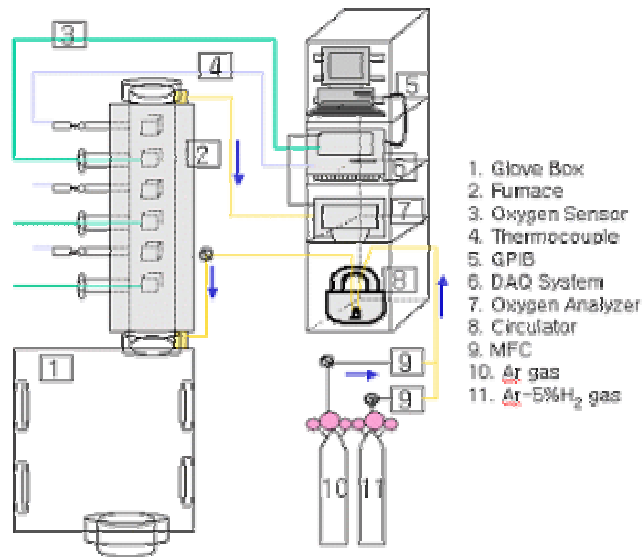 3
4
5
2
6
7
8
1
9
9
10 11
1. Glove Box
2. Furnace
3. Oxygen Sensor
4. Thermocouple
5. GPIB
6. DAQ System
7. Oxygen Analyzer
8. Circulator
9. MFC
10. Ar gas
11. Ar-5%H₂ gas